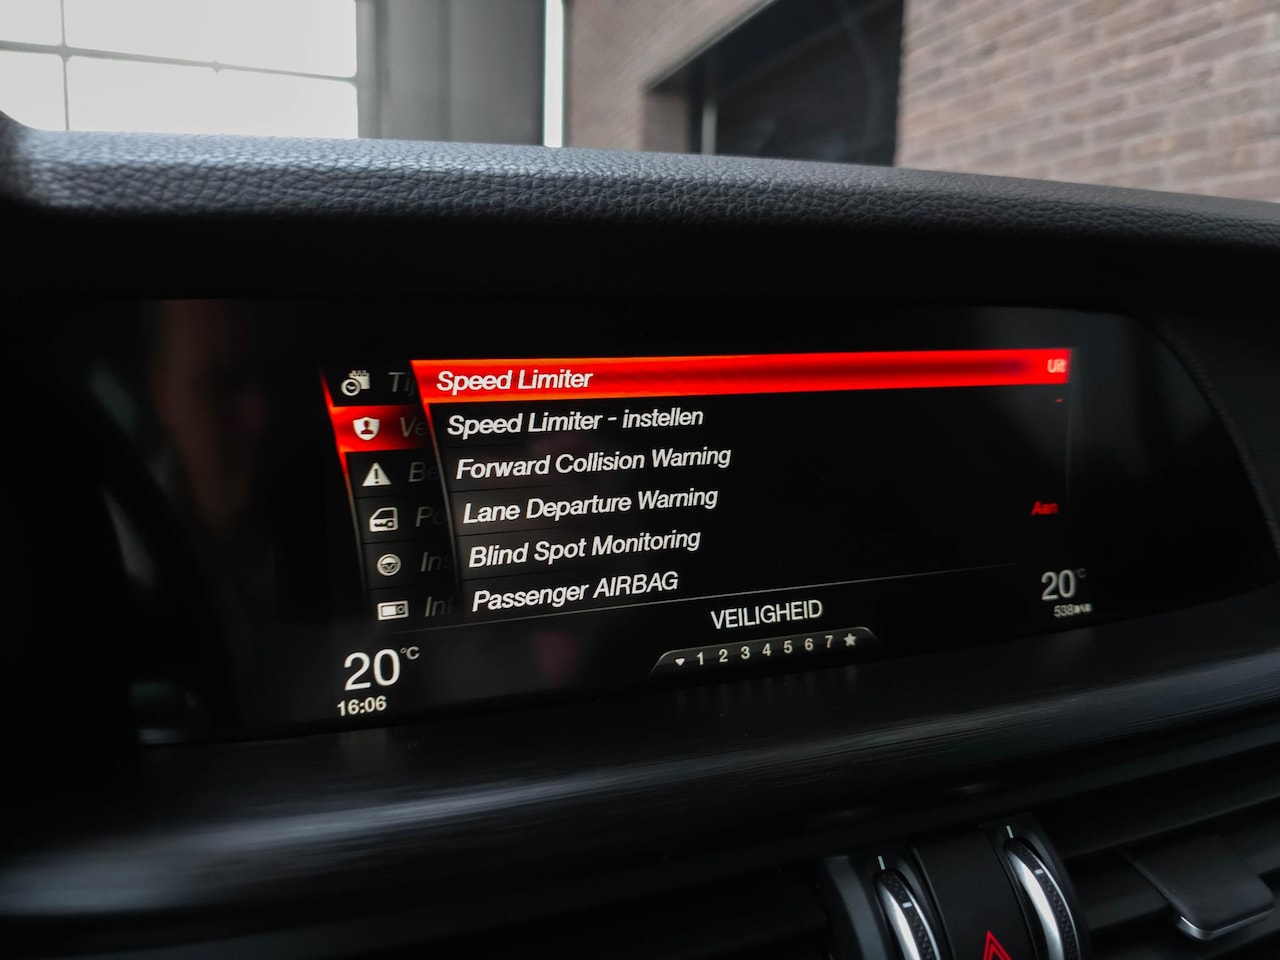 Speed Limiter Uit
Speed Limiter - instellen
Forward Collision Warning
Lane Departure Warning
Blind Spot Monitoring Aan
Passenger AIRBAG
VEILIGHEID
1 2 3 4 5 6 7
20°C
16:06
20°C
538